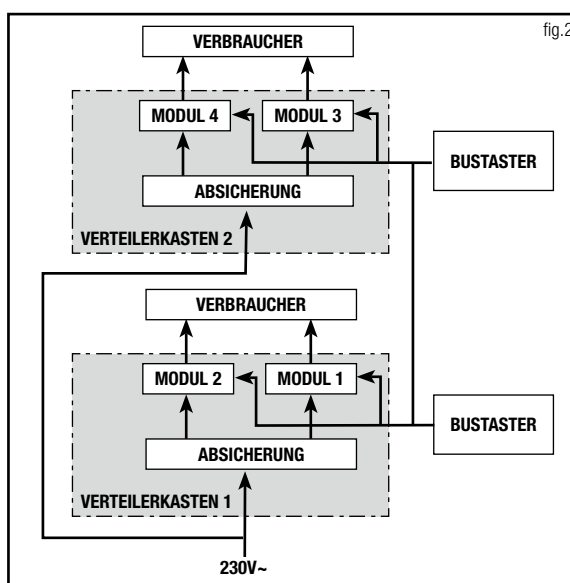 fig.2
VERBRAUCHER
MODUL 4
MODUL 3
BUSTASTER
ABSICHERUNG
VERTEILERKASTEN 2
VERBRAUCHER
MODUL 2
MODUL 1
BUSTASTER
ABSICHERUNG
VERTEILERKASTEN 1
230V~